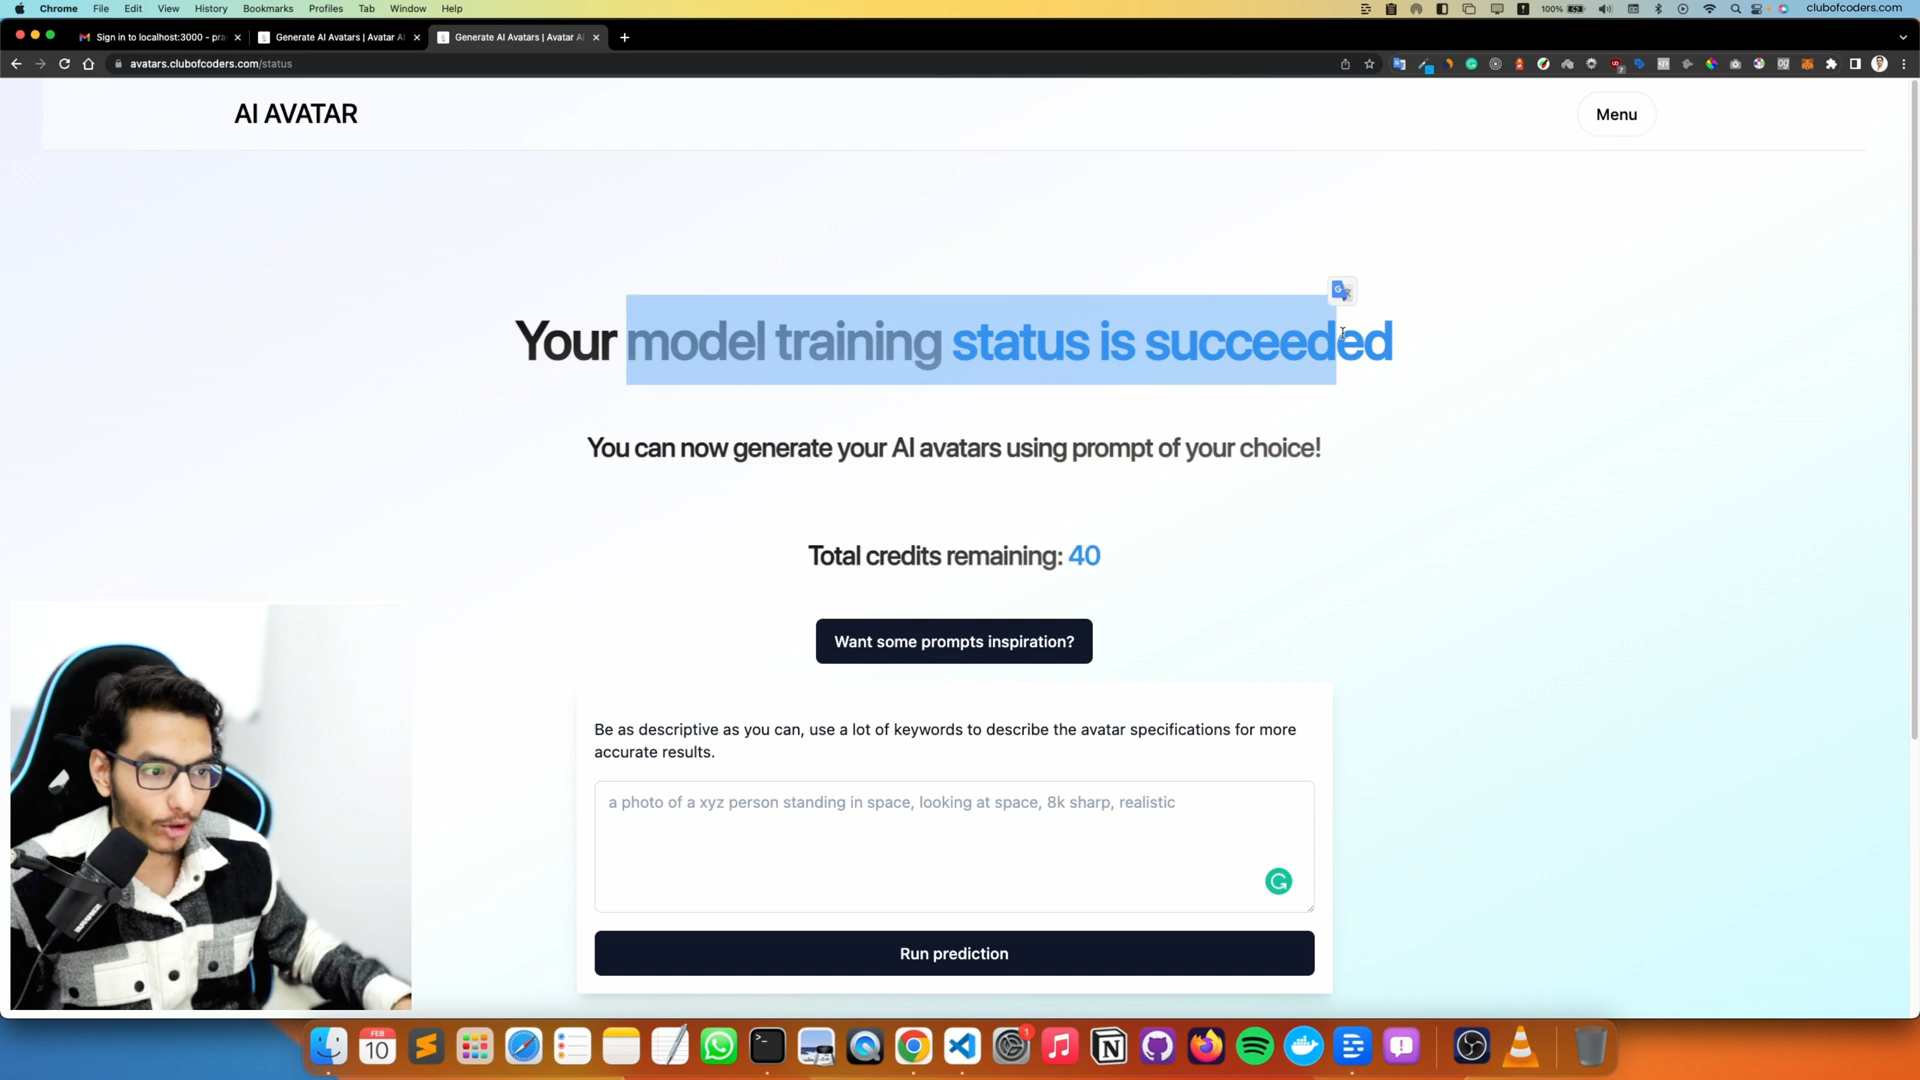 Chrome File Edit View History Bookmarks Profiles Tab Window Help 100% clubofcoders.com
Sign in to localhost:3000 - pra
Generate AI Avatars | Avatar AI
Generate AI Avatars | Avatar AI
avatars.clubofcoders.com/status
AI AVATAR
Menu
Your model training status is succeeded
You can now generate your AI avatars using prompt of your choice!
Total credits remaining: 40
Want some prompts inspiration?
Be as descriptive as you can, use a lot of keywords to describe the avatar specifications for more
accurate results.
a photo of a xyz person standing in space, looking at space, 8k sharp, realistic
Run prediction
FEB
10
1